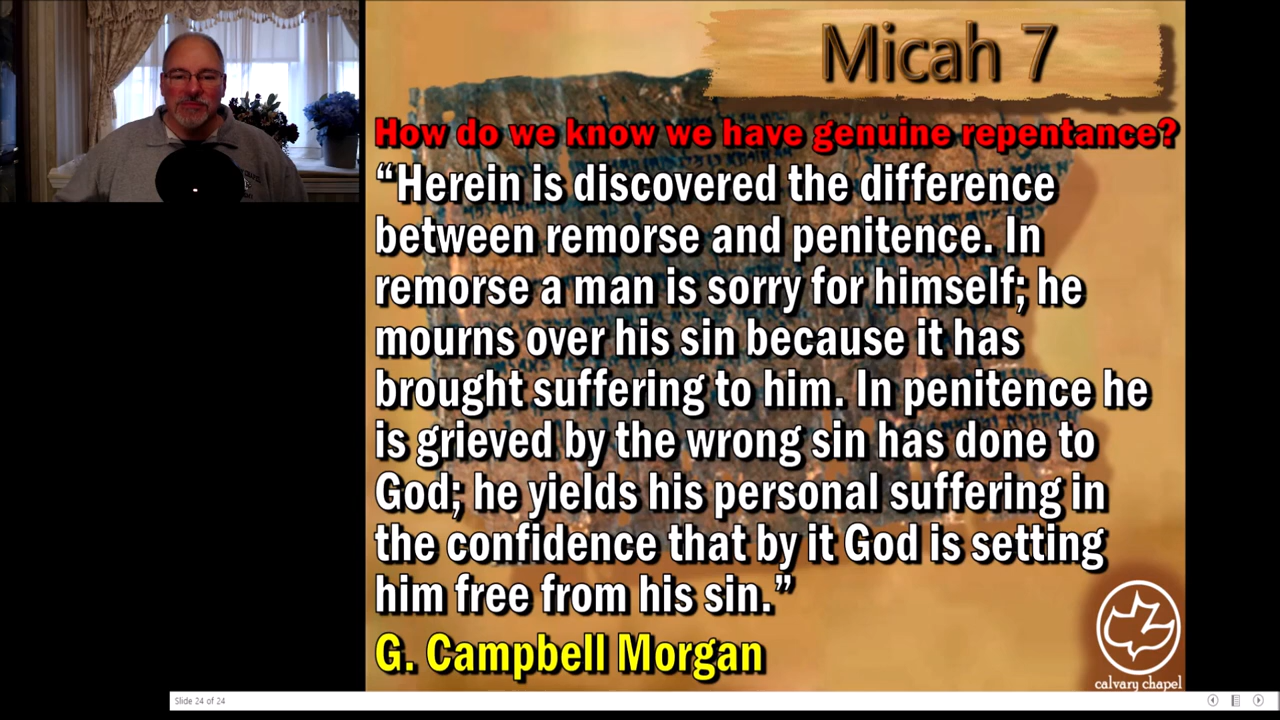 Micah 7
How do we know we have genuine repentance?
“Herein is discovered the difference
between remorse and penitence. In
remorse a man is sorry for himself; he
mourns over his sin because it has
brought suffering to him. In penitence he
is grieved by the wrong sin has done to
God; he yields his personal suffering in
the confidence that by it God is setting
him free from his sin.”
G. Campbell Morgan
calvary chapel
Slide 24 of 24